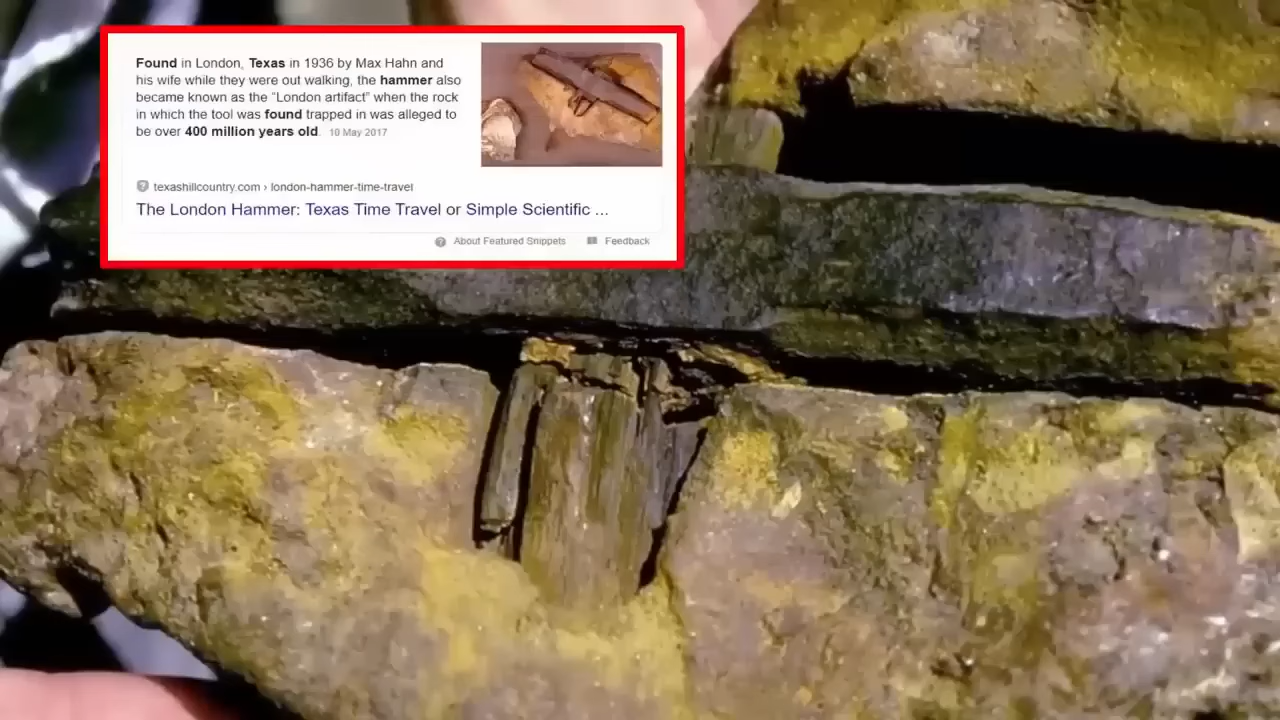 Found in London, Texas in 1936 by Max Hahn and
his wife while they were out walking, the hammer also
became known as the “London artifact” when the rock
in which the tool was found trapped in was alleged to
be over 400 million years old. 10 May 2017
texashillcountry.com › london-hammer-time-travel
The London Hammer: Texas Time Travel or Simple Scientific ...
About Featured Snippets Feedback